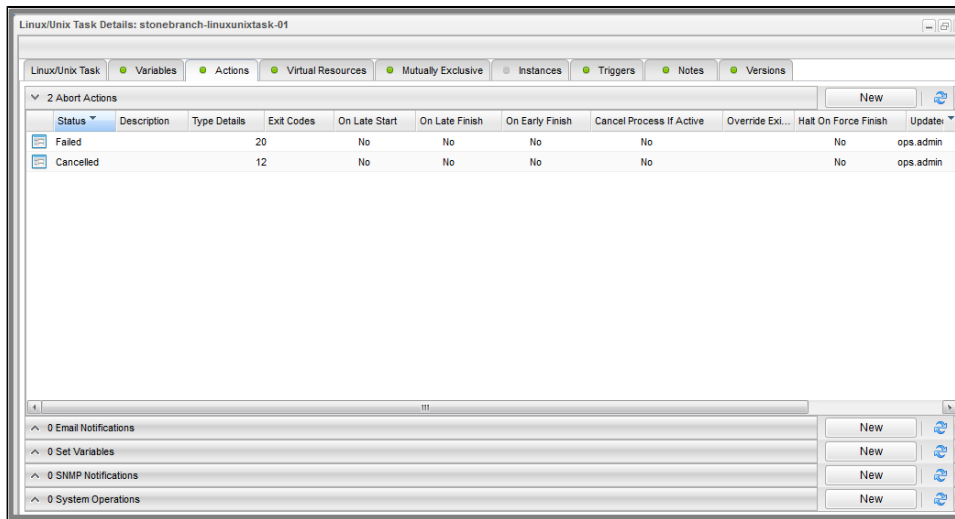 Linux/Unix Task Details: stonebranch-linuxunixtask-01
Linux/Unix Task Variables Actions Virtual Resources Mutually Exclusive Instances Triggers Notes Versions
2 Abort Actions New
Status Description Type Details Exit Codes On Late Start On Late Finish On Early Finish Cancel Process If Active Override Exi... Halt On Force Finish Update
Failed 20 No No No No No ops.admin
Cancelled 12 No No No No No ops.admin
0 Email Notifications New
0 Set Variables New
0 SNMP Notifications New
0 System Operations New